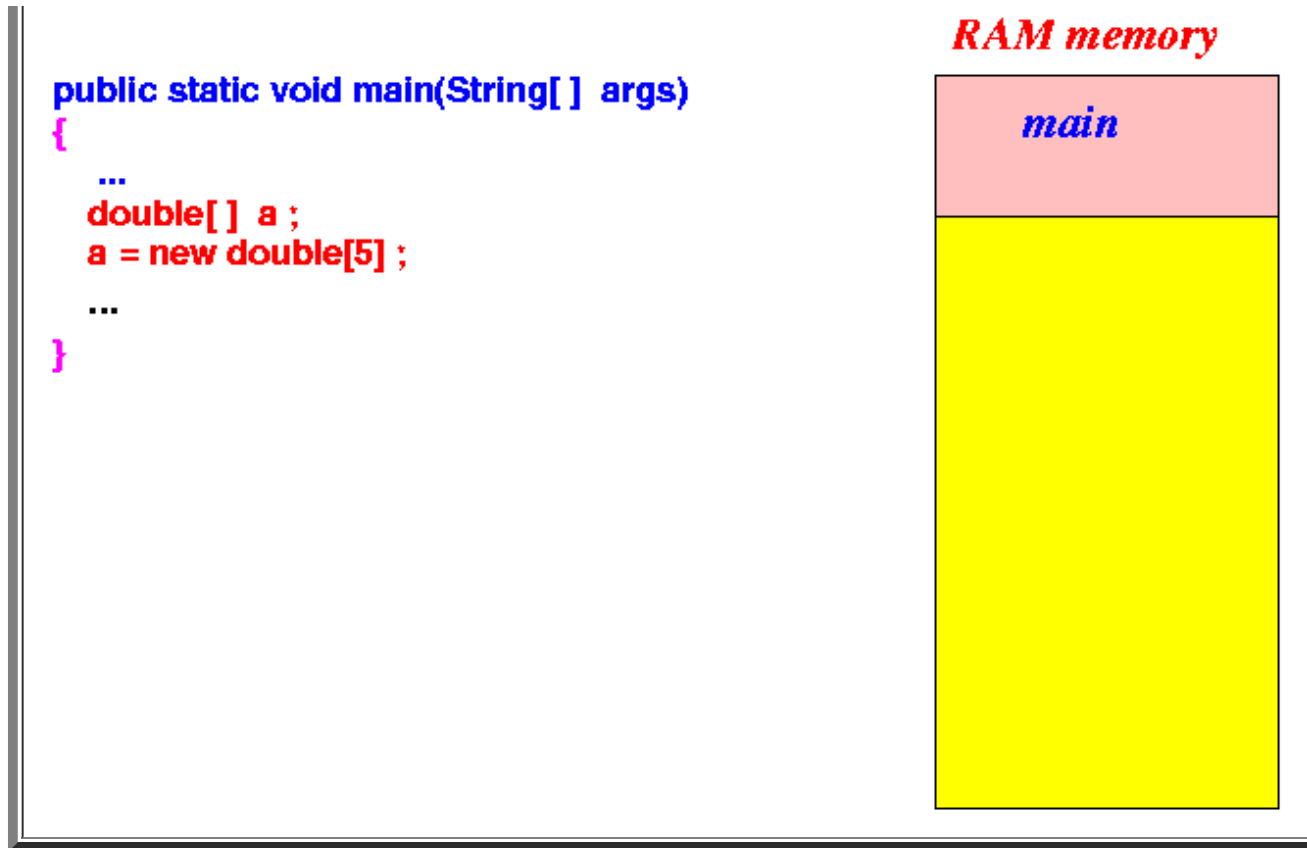 RAM memory
public static void main(String[ ]  args)
main
{
...
double[ ]  a ;
a = new double[5] ;
...
}